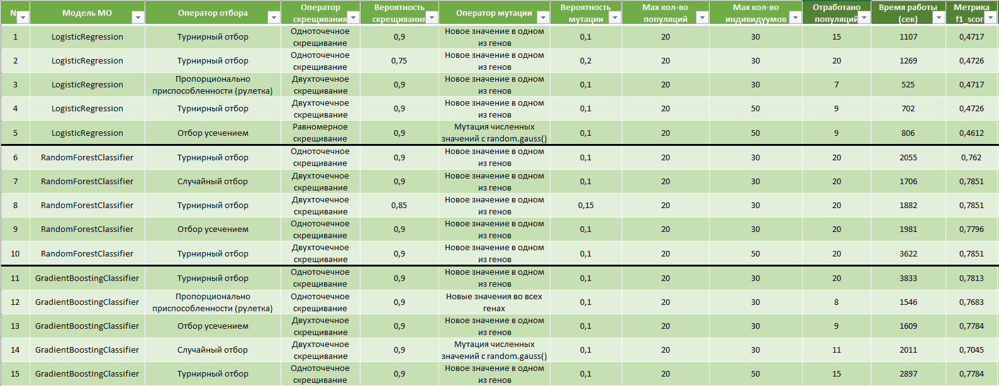 N Модель МО Оператор отбора Оператор скрещивания Вероятность скрещивания Оператор мутации Вероятность мутации Мах кол-во популяций Мах кол-во индивидуумов Отработано популяций Время работы (сек) Метрика f1_scor
1 LogisticRegression Турнирный отбор Одноточечное скрещивание 0,9 Новое значение в одном из генов 0,1 20 30 15 1107 0,4717
2 LogisticRegression Турнирный отбор Одноточечное скрещивание 0,75 Новое значение в одном из генов 0,2 20 30 20 1269 0,4726
3 LogisticRegression Пропорционально приспособленности (рулетка) Двухточечное скрещивание 0,9 Новое значение в одном из генов 0,1 20 30 7 525 0,4717
4 LogisticRegression Турнирный отбор Двухточечное скрещивание 0,9 Новое значение в одном из генов 0,1 20 50 9 702 0,4726
5 LogisticRegression Отбор усечением Равномерное скрещивание 0,9 Мутация численных значений с random.gauss() 0,1 20 50 9 806 0,4612
6 RandomForestClassifier Турнирный отбор Одноточечное скрещивание 0,9 Новое значение в одном из генов 0,1 20 30 20 2055 0,762
7 RandomForestClassifier Случайный отбор Двухточечное скрещивание 0,9 Новое значение в одном из генов 0,1 20 30 20 1706 0,7851
8 RandomForestClassifier Турнирный отбор Двухточечное скрещивание 0,85 Новое значение в одном из генов 0,15 20 30 20 1882 0,7851
9 RandomForestClassifier Отбор усечением Одноточечное скрещивание 0,9 Новое значение в одном из генов 0,1 20 30 20 1981 0,7796
10 RandomForestClassifier Турнирный отбор Двухточечное скрещивание 0,9 Новое значение в одном из генов 0,1 20 50 20 3622 0,7851
11 GradientBoostingClassifier Турнирный отбор Одноточечное скрещивание 0,9 Новое значение в одном из генов 0,1 20 30 20 3833 0,7813
12 GradientBoostingClassifier Пропорционально приспособленности (рулетка) Одноточечное скрещивание 0,9 Новые значения во всех генах 0,1 20 30 8 1546 0,7683
13 GradientBoostingClassifier Отбор усечением Двухточечное скрещивание 0,9 Новое значение в одном из генов 0,1 20 30 9 1609 0,7784
14 GradientBoostingClassifier Случайный отбор Двухточечное скрещивание 0,9 Мутация численных значений с random.gauss() 0,1 20 30 11 2011 0,7045
15 GradientBoostingClassifier Турнирный отбор Одноточечное скрещивание 0,9 Новое значение в одном из генов 0,1 20 50 15 2897 0,7784